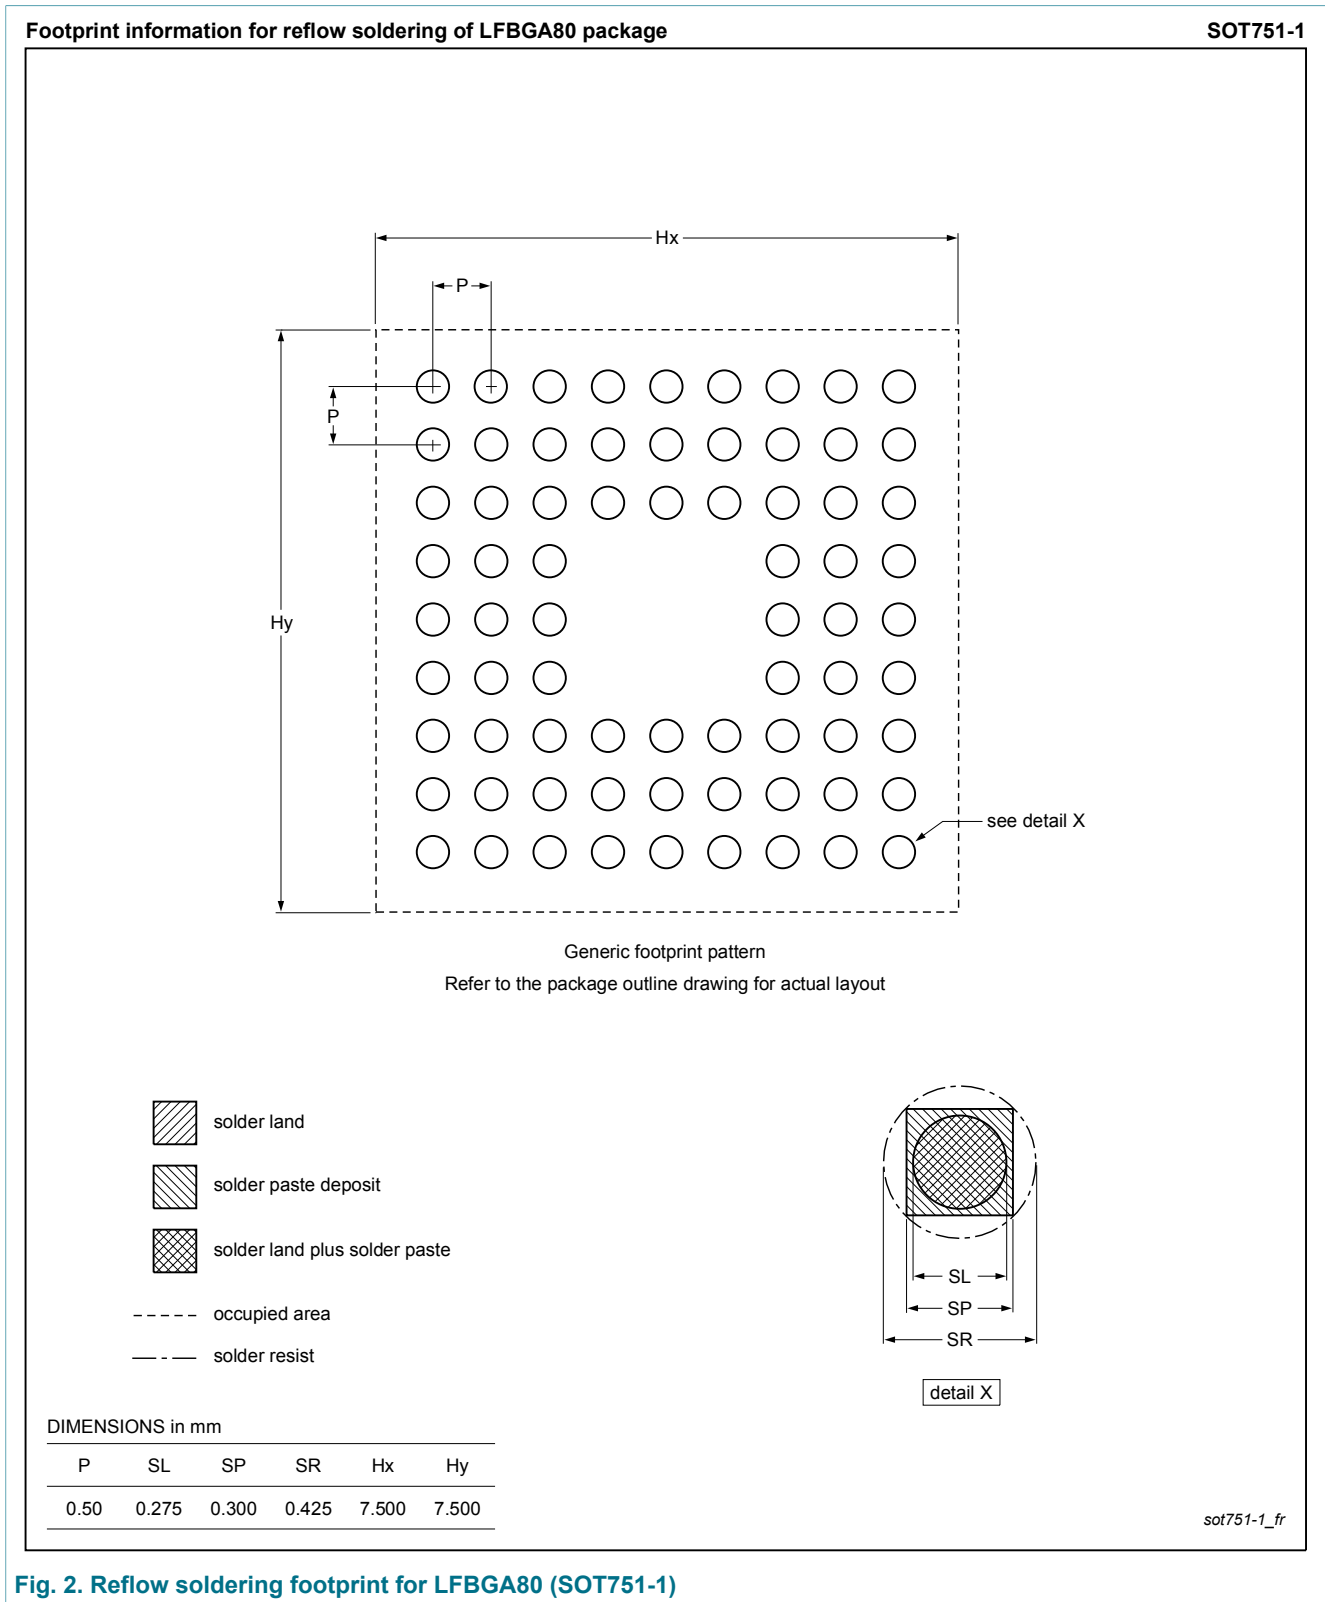 Footprint information for reflow soldering of LFBGA80 package SOT751-1
Hx
P
P
Hy
see detail X
Generic footprint pattern
Refer to the package outline drawing for actual layout
solder land
solder paste deposit
solder land plus solder paste
occupied area
solder resist
SL
SP
SR
detail X
DIMENSIONS in mm
P SL SP SR Hx Hy
0.50 0.275 0.300 0.425 7.500 7.500
sot751-1_fr
Fig. 2. Reflow soldering footprint for LFBGA80 (SOT751-1)